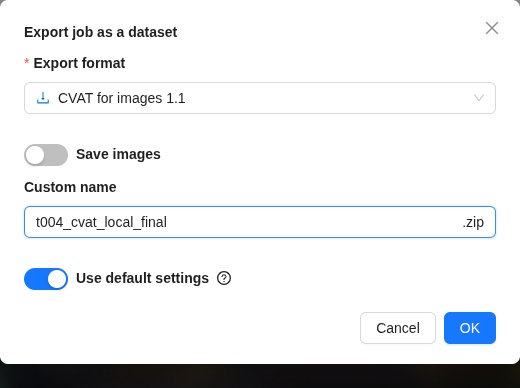 Export job as a dataset
* Export format
CVAT for images 1.1
Save images
Custom name
t004_cvat_local_final .zip
Use default settings
Cancel OK